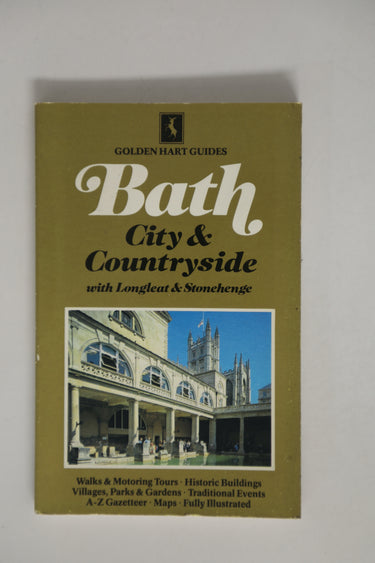 GOLDEN HART GUIDES
Bath
City &
Countryside
with Longleat & Stonehenge
Walks & Motoring Tours · Historic Buildings
Villages, Parks & Gardens · Traditional Events
A-Z Gazetteer · Maps · Fully Illustrated